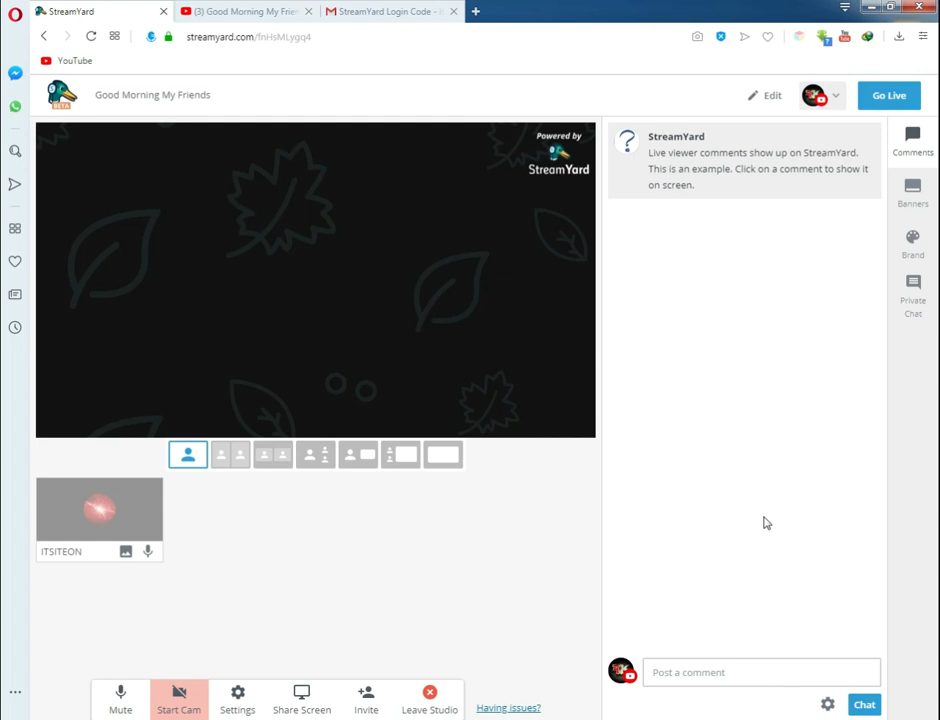 StreamYard
(3) Good Morning My Frien
StreamYard Login Code - i
streamyard.com/fnHsMLygq4
YouTube
BETA
Good Morning My Friends
Edit
Go Live
Powered by
StreamYard
StreamYard
Live viewer comments show up on StreamYard.
This is an example. Click on a comment to show it
on screen.
Comments
Banners
Brand
Private
Chat
ITSITEON
Post a comment
Chat
Mute
Start Cam
Settings
Share Screen
Invite
Leave Studio
Having issues?